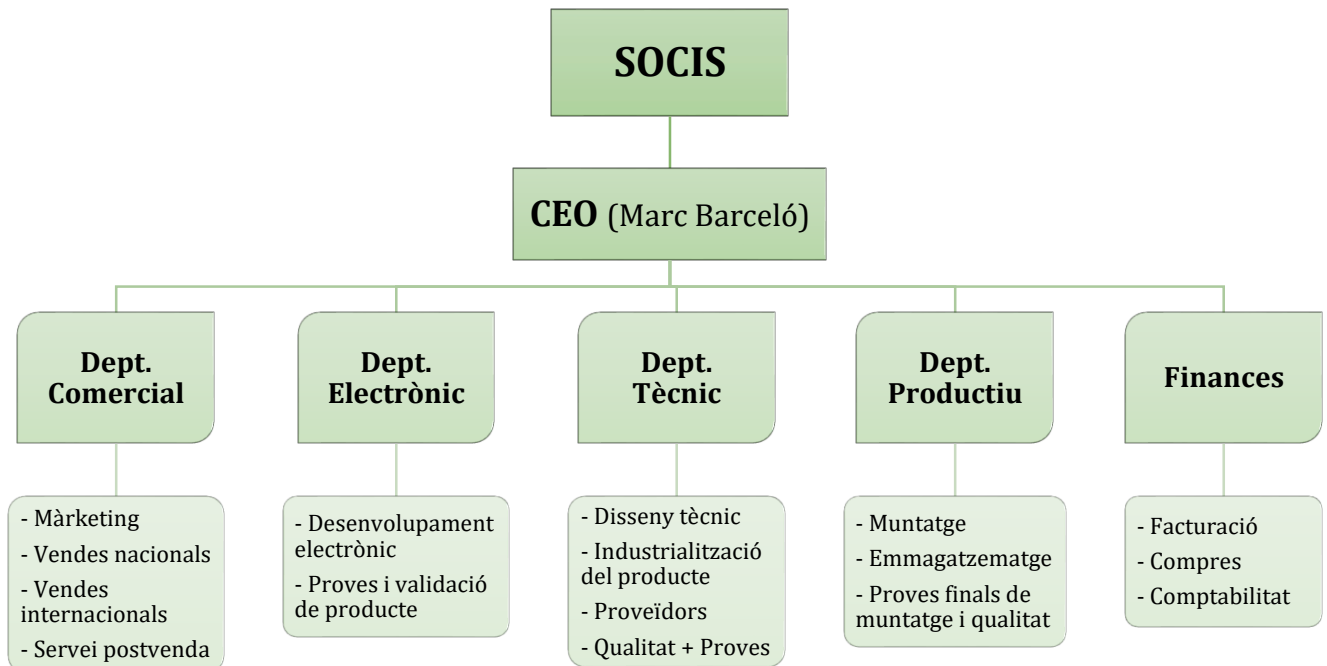 SOCIS
CEO (Marc Barceló)
Dept.
Comercial
Dept.
Electrònic
Dept.
Tècnic
Dept.
Productiu
Finances
- Màrketing
- Vendes nacionals
- Vendes
internacionals
- Servei postvenda
- Desenvolupament
electrònic
- Proves i validació
de producte
- Disseny tècnic
- Industrialització
del producte
- Proveïdors
- Qualitat + Proves
- Muntatge
- Emmagatzematge
- Proves finals de
muntatge i qualitat
- Facturació
- Compres
- Comptabilitat